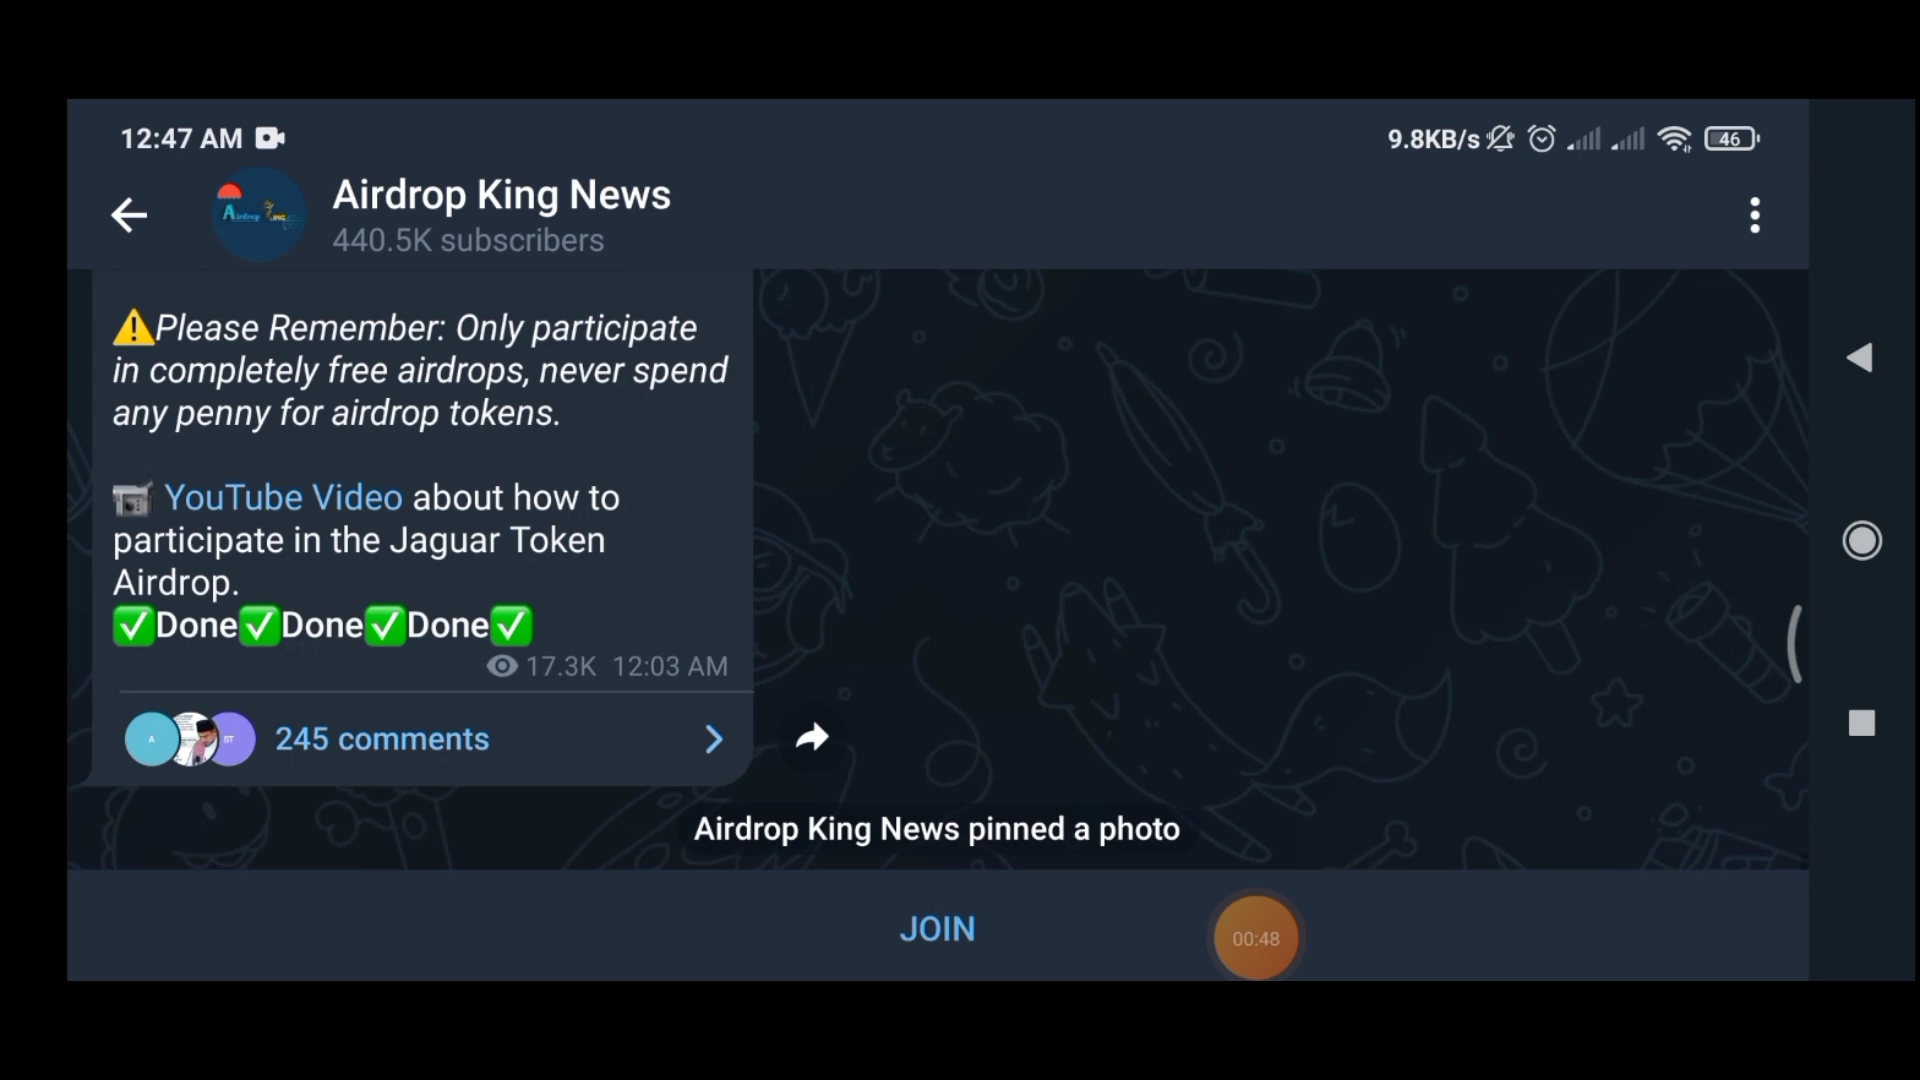 12:47 AM
9.8KB/s
46
Airdrop King News
440.5K subscribers
⚠️Please Remember: Only participate
in completely free airdrops, never spend
any penny for airdrop tokens.
📹 YouTube Video about how to
participate in the Jaguar Token
Airdrop.
✅Done✅Done✅Done✅
17.3K 12:03 AM
A
ST
245 comments
Airdrop King News pinned a photo
JOIN
00:48